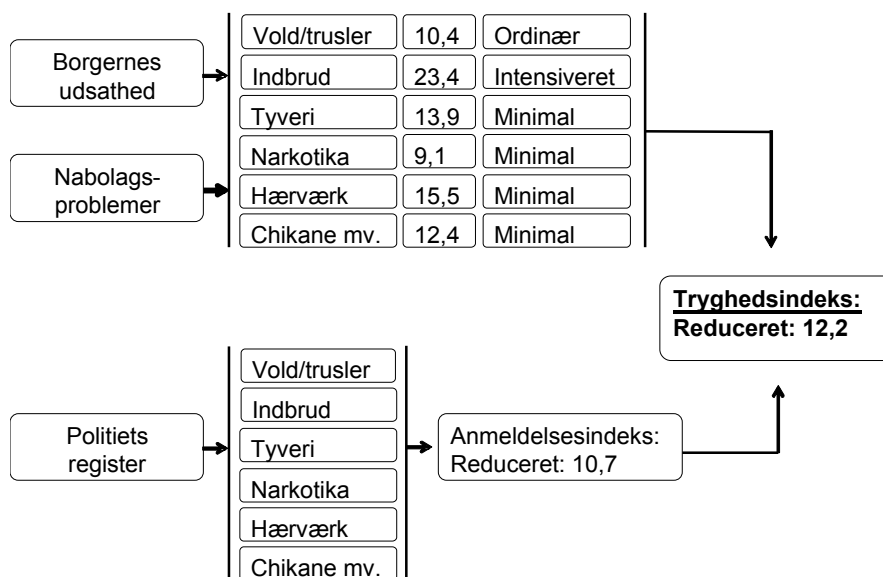 Borgernes
udsathed
Nabolags-
problemer
Vold/trusler 10,4 Ordinær
Indbrud 23,4 Intensiveret
Tyveri 13,9 Minimal
Narkotika 9,1 Minimal
Hærværk 15,5 Minimal
Chikane mv. 12,4 Minimal
Tryghedsindeks:
Reduceret: 12,2
Politiets
register
Vold/trusler
Indbrud
Tyveri
Narkotika
Hærværk
Chikane mv.
Anmeldelsesindeks:
Reduceret: 10,7